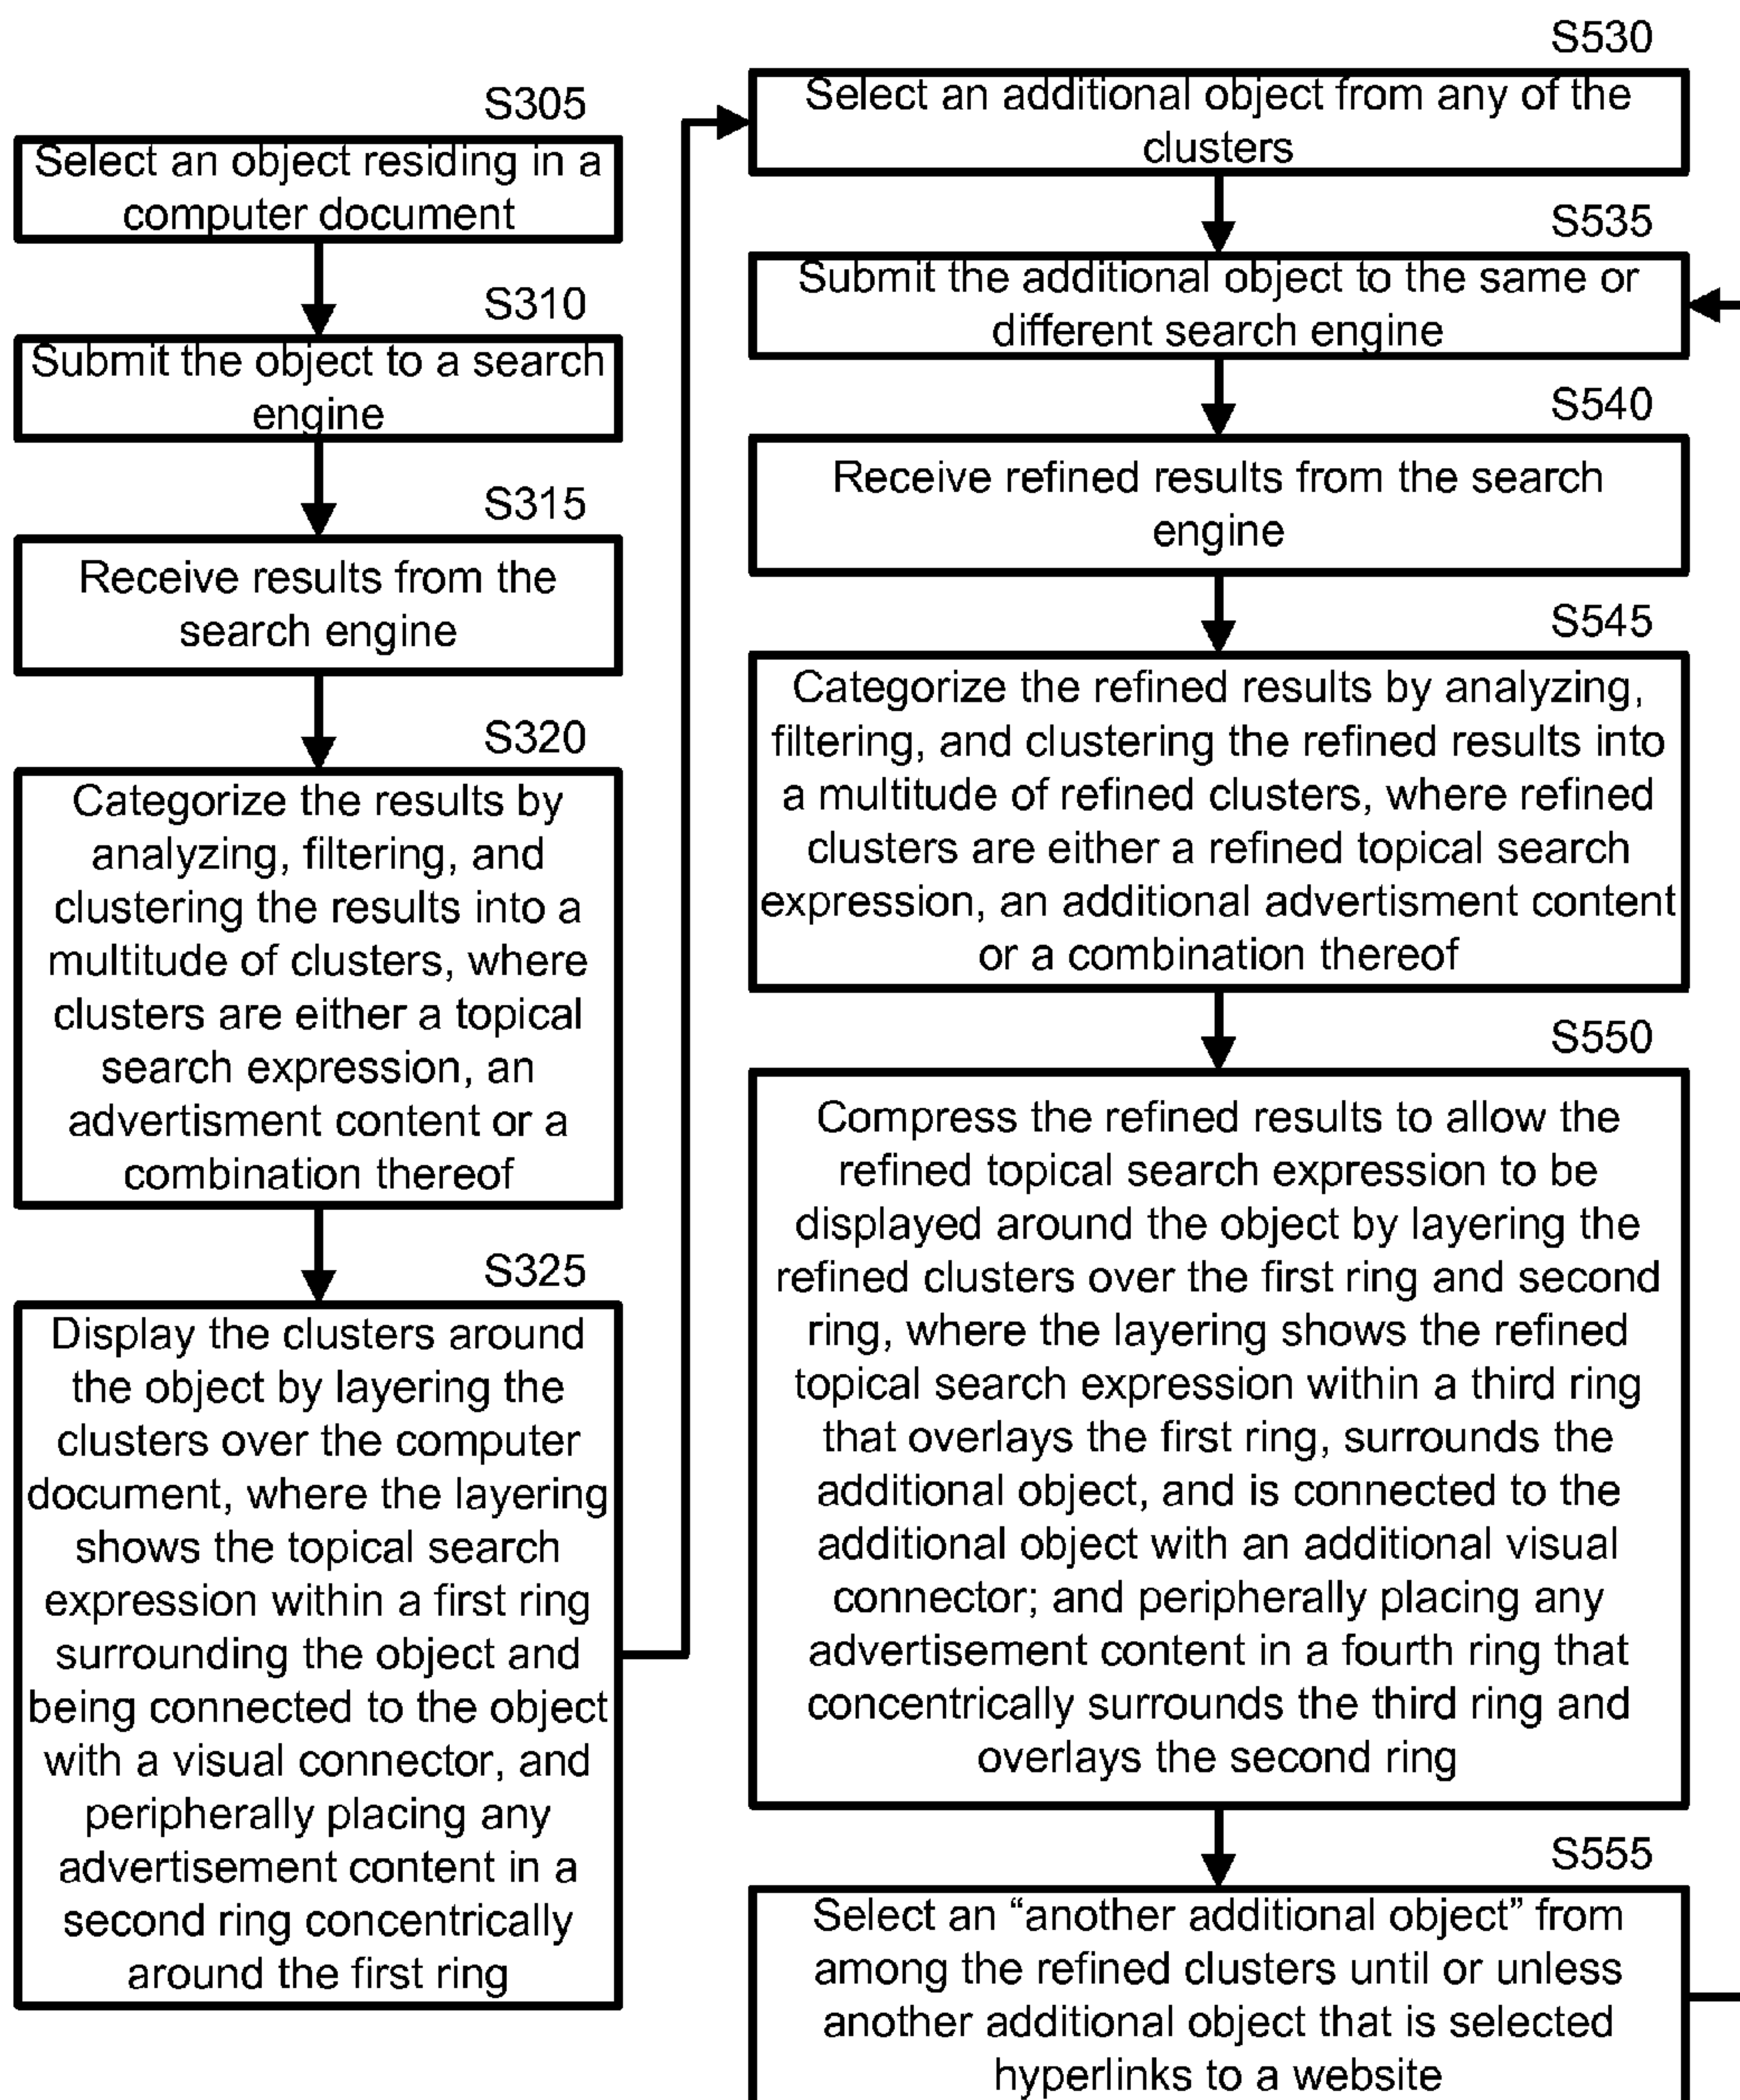 S305
Select an object residing in a
computer document
S310
Submit the object to a search
engine
S315
Receive results from the
search engine
S320
Categorize the results by
analyzing, filtering, and
clustering the results into a
multitude of clusters, where
clusters are either a topical
search expression, an
advertisment content or a
combination thereof
S325
Display the clusters around
the object by layering the
clusters over the computer
document, where the layering
shows the topical search
expression within a first ring
surrounding the object and
being connected to the object
with a visual connector, and
peripherally placing any
advertisement content in a
second ring concentrically
around the first ring
S530
Select an additional object from any of the
clusters
S535
Submit the additional object to the same or
different search engine
S540
Receive refined results from the search
engine
S545
Categorize the refined results by analyzing,
filtering, and clustering the refined results into
a multitude of refined clusters, where refined
clusters are either a refined topical search
expression, an additional advertisment content
or a combination thereof
S550
Compress the refined results to allow the
refined topical search expression to be
displayed around the object by layering the
refined clusters over the first ring and second
ring, where the layering shows the refined
topical search expression within a third ring
that overlays the first ring, surrounds the
additional object, and is connected to the
additional object with an additional visual
connector; and peripherally placing any
advertisement content in a fourth ring that
concentrically surrounds the third ring and
overlays the second ring
S555
Select an “another additional object” from
among the refined clusters until or unless
another additional object that is selected
hyperlinks to a website